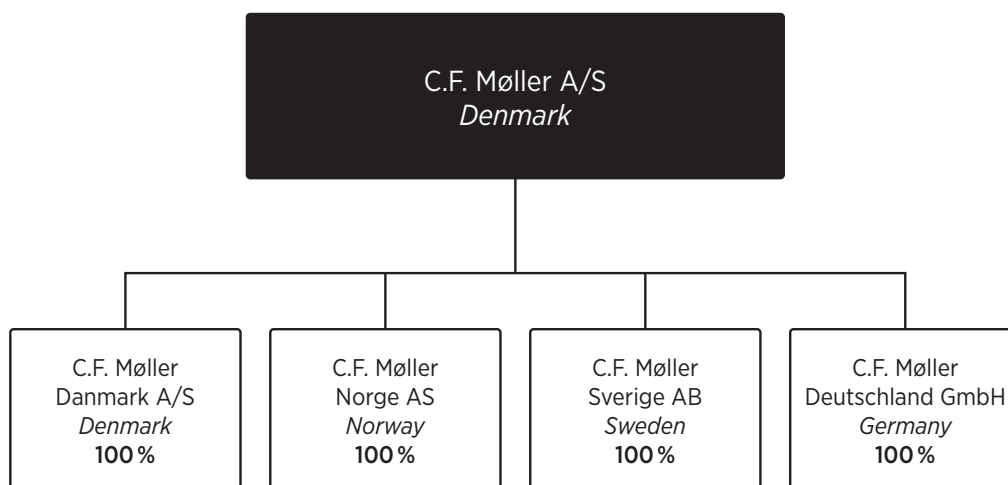 C.F. Møller A/S
Denmark
C.F. Møller
Danmark A/S
Denmark
100 %
C.F. Møller
Norge AS
Norway
100 %
C.F. Møller
Sverige AB
Sweden
100 %
C.F. Møller
Deutschland GmbH
Germany
100 %